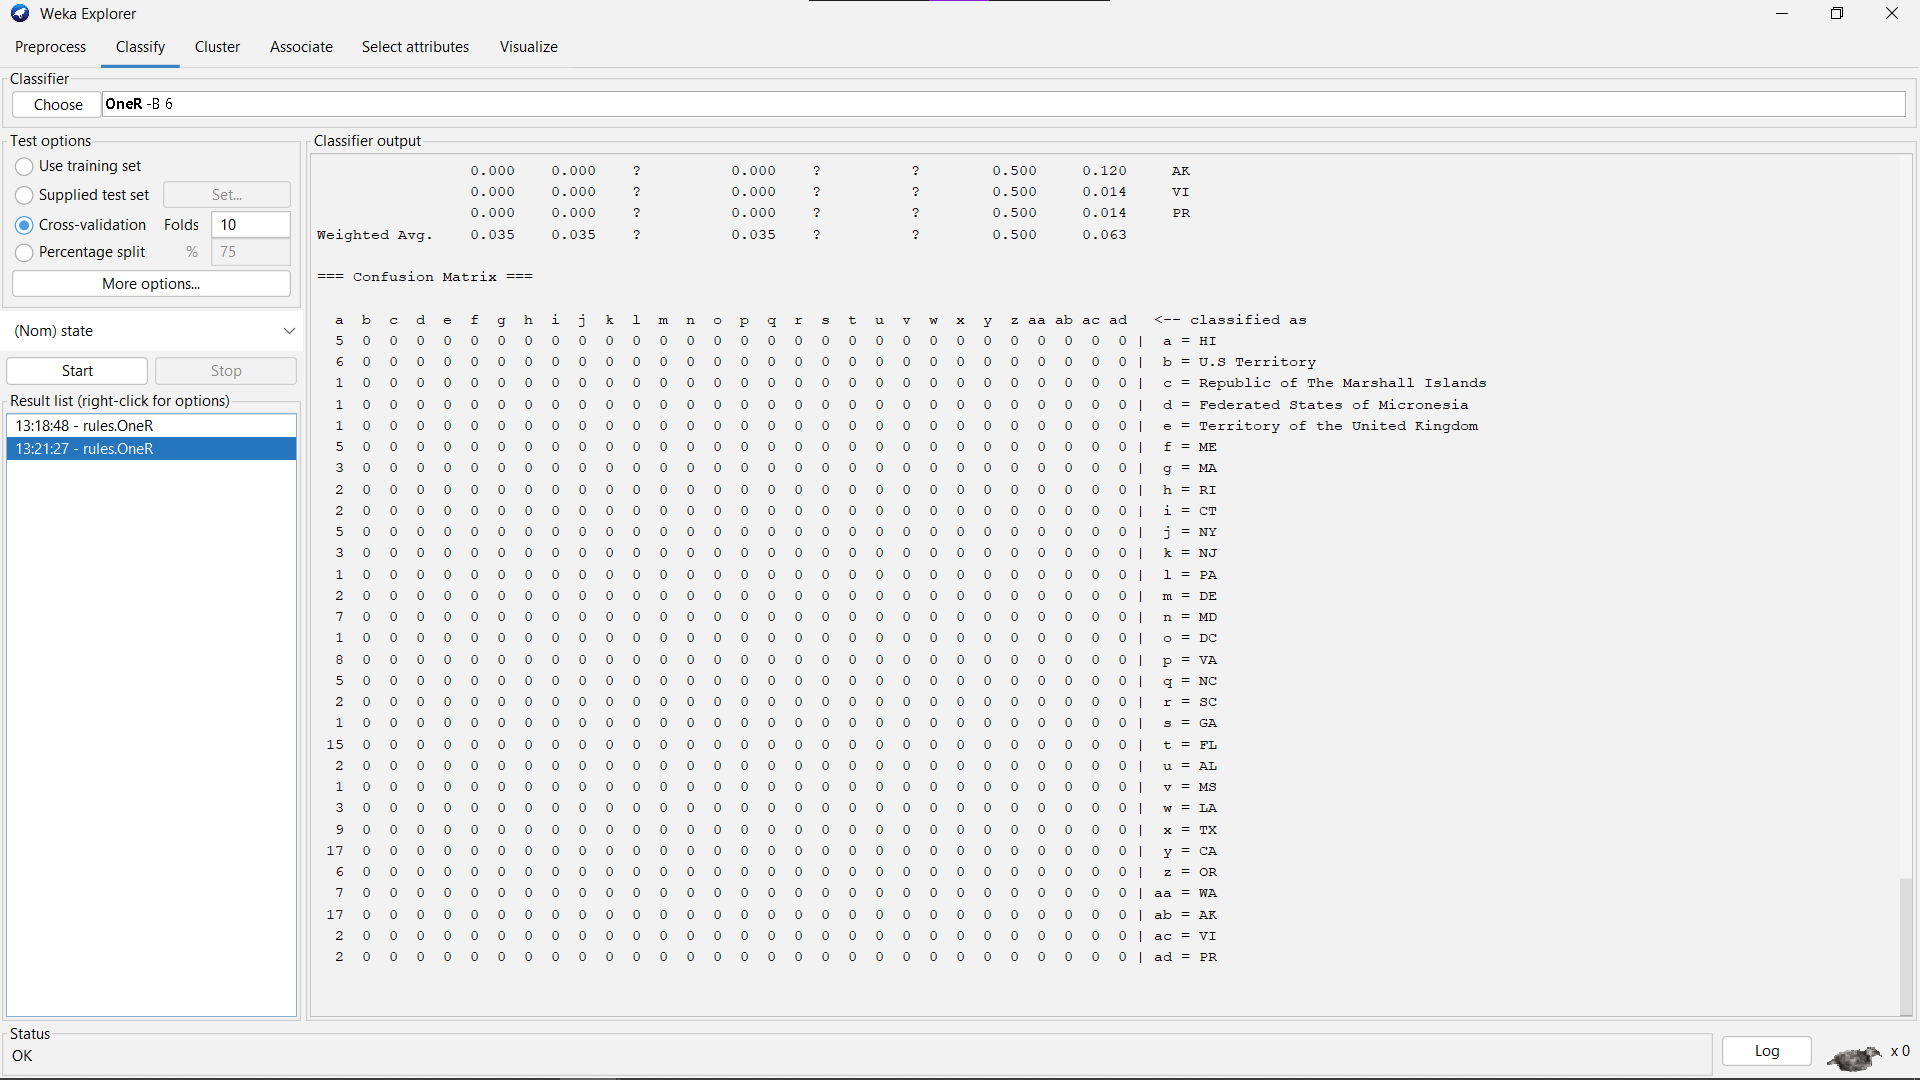 Weka Explorer
Preprocess Classify Cluster Associate Select attributes Visualize
Classifier
Choose OneR -B 6
Test options
Use training set
Supplied test set Set...
Cross-validation Folds 10
Percentage split % 75
More options...
(Nom) state
Start Stop
Result list (right-click for options)
13:18:48 - rules.OneR
13:21:27 - rules.OneR
Classifier output
0.000 0.000 ? 0.000 ? ? 0.500 0.120 AK
0.000 0.000 ? 0.000 ? ? 0.500 0.014 VI
0.000 0.000 ? 0.000 ? ? 0.500 0.014 PR
Weighted Avg. 0.035 0.035 ? 0.035 ? ? 0.500 0.063
=== Confusion Matrix ===
a b c d e f g h i j k l m n o p q r s t u v w x y z aa ab ac ad <-- classified as
5 0 0 0 0 0 0 0 0 0 0 0 0 0 0 0 0 0 0 0 0 0 0 0 0 0 0 0 0 0 | a = HI
6 0 0 0 0 0 0 0 0 0 0 0 0 0 0 0 0 0 0 0 0 0 0 0 0 0 0 0 0 0 | b = U.S Territory
1 0 0 0 0 0 0 0 0 0 0 0 0 0 0 0 0 0 0 0 0 0 0 0 0 0 0 0 0 0 | c = Republic of The Marshall Islands
1 0 0 0 0 0 0 0 0 0 0 0 0 0 0 0 0 0 0 0 0 0 0 0 0 0 0 0 0 0 | d = Federated States of Micronesia
1 0 0 0 0 0 0 0 0 0 0 0 0 0 0 0 0 0 0 0 0 0 0 0 0 0 0 0 0 0 | e = Territory of the United Kingdom
5 0 0 0 0 0 0 0 0 0 0 0 0 0 0 0 0 0 0 0 0 0 0 0 0 0 0 0 0 0 | f = ME
3 0 0 0 0 0 0 0 0 0 0 0 0 0 0 0 0 0 0 0 0 0 0 0 0 0 0 0 0 0 | g = MA
2 0 0 0 0 0 0 0 0 0 0 0 0 0 0 0 0 0 0 0 0 0 0 0 0 0 0 0 0 0 | h = RI
2 0 0 0 0 0 0 0 0 0 0 0 0 0 0 0 0 0 0 0 0 0 0 0 0 0 0 0 0 0 | i = CT
5 0 0 0 0 0 0 0 0 0 0 0 0 0 0 0 0 0 0 0 0 0 0 0 0 0 0 0 0 0 | j = NY
3 0 0 0 0 0 0 0 0 0 0 0 0 0 0 0 0 0 0 0 0 0 0 0 0 0 0 0 0 0 | k = NJ
1 0 0 0 0 0 0 0 0 0 0 0 0 0 0 0 0 0 0 0 0 0 0 0 0 0 0 0 0 0 | l = PA
2 0 0 0 0 0 0 0 0 0 0 0 0 0 0 0 0 0 0 0 0 0 0 0 0 0 0 0 0 0 | m = DE
7 0 0 0 0 0 0 0 0 0 0 0 0 0 0 0 0 0 0 0 0 0 0 0 0 0 0 0 0 0 | n = MD
1 0 0 0 0 0 0 0 0 0 0 0 0 0 0 0 0 0 0 0 0 0 0 0 0 0 0 0 0 0 | o = DC
8 0 0 0 0 0 0 0 0 0 0 0 0 0 0 0 0 0 0 0 0 0 0 0 0 0 0 0 0 0 | p = VA
5 0 0 0 0 0 0 0 0 0 0 0 0 0 0 0 0 0 0 0 0 0 0 0 0 0 0 0 0 0 | q = NC
2 0 0 0 0 0 0 0 0 0 0 0 0 0 0 0 0 0 0 0 0 0 0 0 0 0 0 0 0 0 | r = SC
1 0 0 0 0 0 0 0 0 0 0 0 0 0 0 0 0 0 0 0 0 0 0 0 0 0 0 0 0 0 | s = GA
15 0 0 0 0 0 0 0 0 0 0 0 0 0 0 0 0 0 0 0 0 0 0 0 0 0 0 0 0 0 | t = FL
2 0 0 0 0 0 0 0 0 0 0 0 0 0 0 0 0 0 0 0 0 0 0 0 0 0 0 0 0 0 | u = AL
1 0 0 0 0 0 0 0 0 0 0 0 0 0 0 0 0 0 0 0 0 0 0 0 0 0 0 0 0 0 | v = MS
3 0 0 0 0 0 0 0 0 0 0 0 0 0 0 0 0 0 0 0 0 0 0 0 0 0 0 0 0 0 | w = LA
9 0 0 0 0 0 0 0 0 0 0 0 0 0 0 0 0 0 0 0 0 0 0 0 0 0 0 0 0 0 | x = TX
17 0 0 0 0 0 0 0 0 0 0 0 0 0 0 0 0 0 0 0 0 0 0 0 0 0 0 0 0 0 | y = CA
6 0 0 0 0 0 0 0 0 0 0 0 0 0 0 0 0 0 0 0 0 0 0 0 0 0 0 0 0 0 | z = OR
7 0 0 0 0 0 0 0 0 0 0 0 0 0 0 0 0 0 0 0 0 0 0 0 0 0 0 0 0 0 | aa = WA
17 0 0 0 0 0 0 0 0 0 0 0 0 0 0 0 0 0 0 0 0 0 0 0 0 0 0 0 0 0 | ab = AK
2 0 0 0 0 0 0 0 0 0 0 0 0 0 0 0 0 0 0 0 0 0 0 0 0 0 0 0 0 0 | ac = VI
2 0 0 0 0 0 0 0 0 0 0 0 0 0 0 0 0 0 0 0 0 0 0 0 0 0 0 0 0 0 | ad = PR
Status
OK
Log x 0